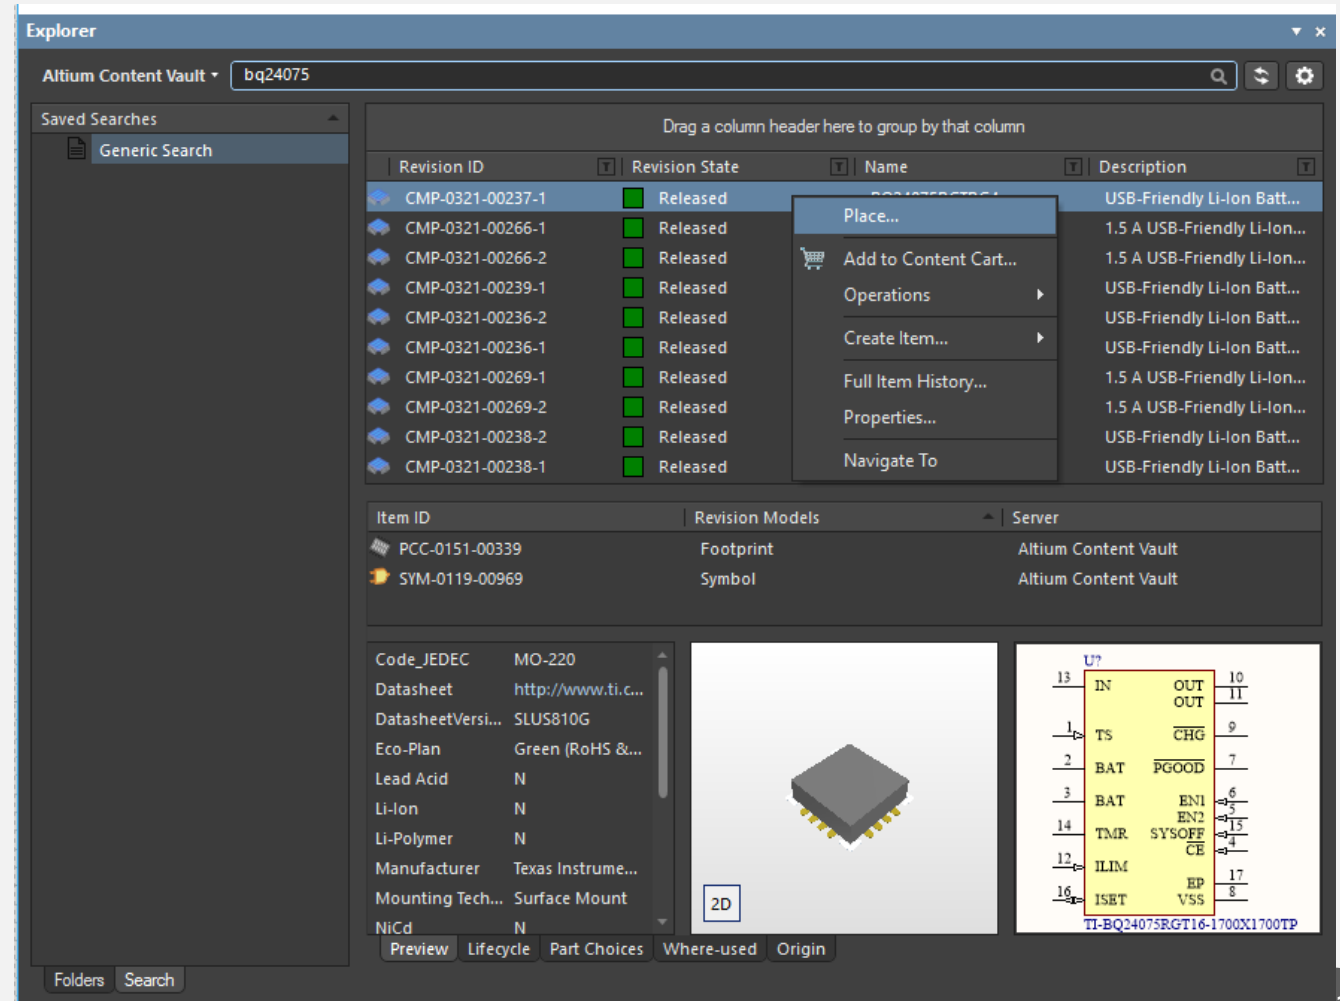 Explorer
Altium Content Vault bq24075
Saved Searches
Generic Search
Drag a column header here to group by that column
Revision ID Revision State Name Description
CMP-0321-00237-1 Released USB-Friendly Li-Ion Batt...
CMP-0321-00266-1 Released 1.5 A USB-Friendly Li-Ion...
CMP-0321-00266-2 Released 1.5 A USB-Friendly Li-Ion...
CMP-0321-00239-1 Released USB-Friendly Li-Ion Batt...
CMP-0321-00236-2 Released USB-Friendly Li-Ion Batt...
CMP-0321-00236-1 Released USB-Friendly Li-Ion Batt...
CMP-0321-00269-1 Released 1.5 A USB-Friendly Li-Ion...
CMP-0321-00269-2 Released 1.5 A USB-Friendly Li-Ion...
CMP-0321-00238-2 Released USB-Friendly Li-Ion Batt...
CMP-0321-00238-1 Released USB-Friendly Li-Ion Batt...
Place...
Add to Content Cart...
Operations
Create Item...
Full Item History...
Properties...
Navigate To
Item ID Revision Models Server
PCC-0151-00339 Footprint Altium Content Vault
SYM-0119-00969 Symbol Altium Content Vault
Code_JEDEC MO-220
Datasheet http://www.ti.c...
DatasheetVersi... SLUS810G
Eco-Plan Green (RoHS &...
Lead Acid N
Li-Ion N
Li-Polymer N
Manufacturer Texas Instrume...
Mounting Tech... Surface Mount
NiCd N
2D
U?
13 IN OUT 10
OUT 11
1 TS CHG 9
2 BAT PGOOD 7
3 BAT EN1 6
EN2 5
14 TMR SYSOFF 15
CE 4
12 ILIM
EP 17
16 ISET VSS 8
TI-BQ24075RGT16-1700X1700TP
Preview Lifecycle Part Choices Where-used Origin
Folders Search